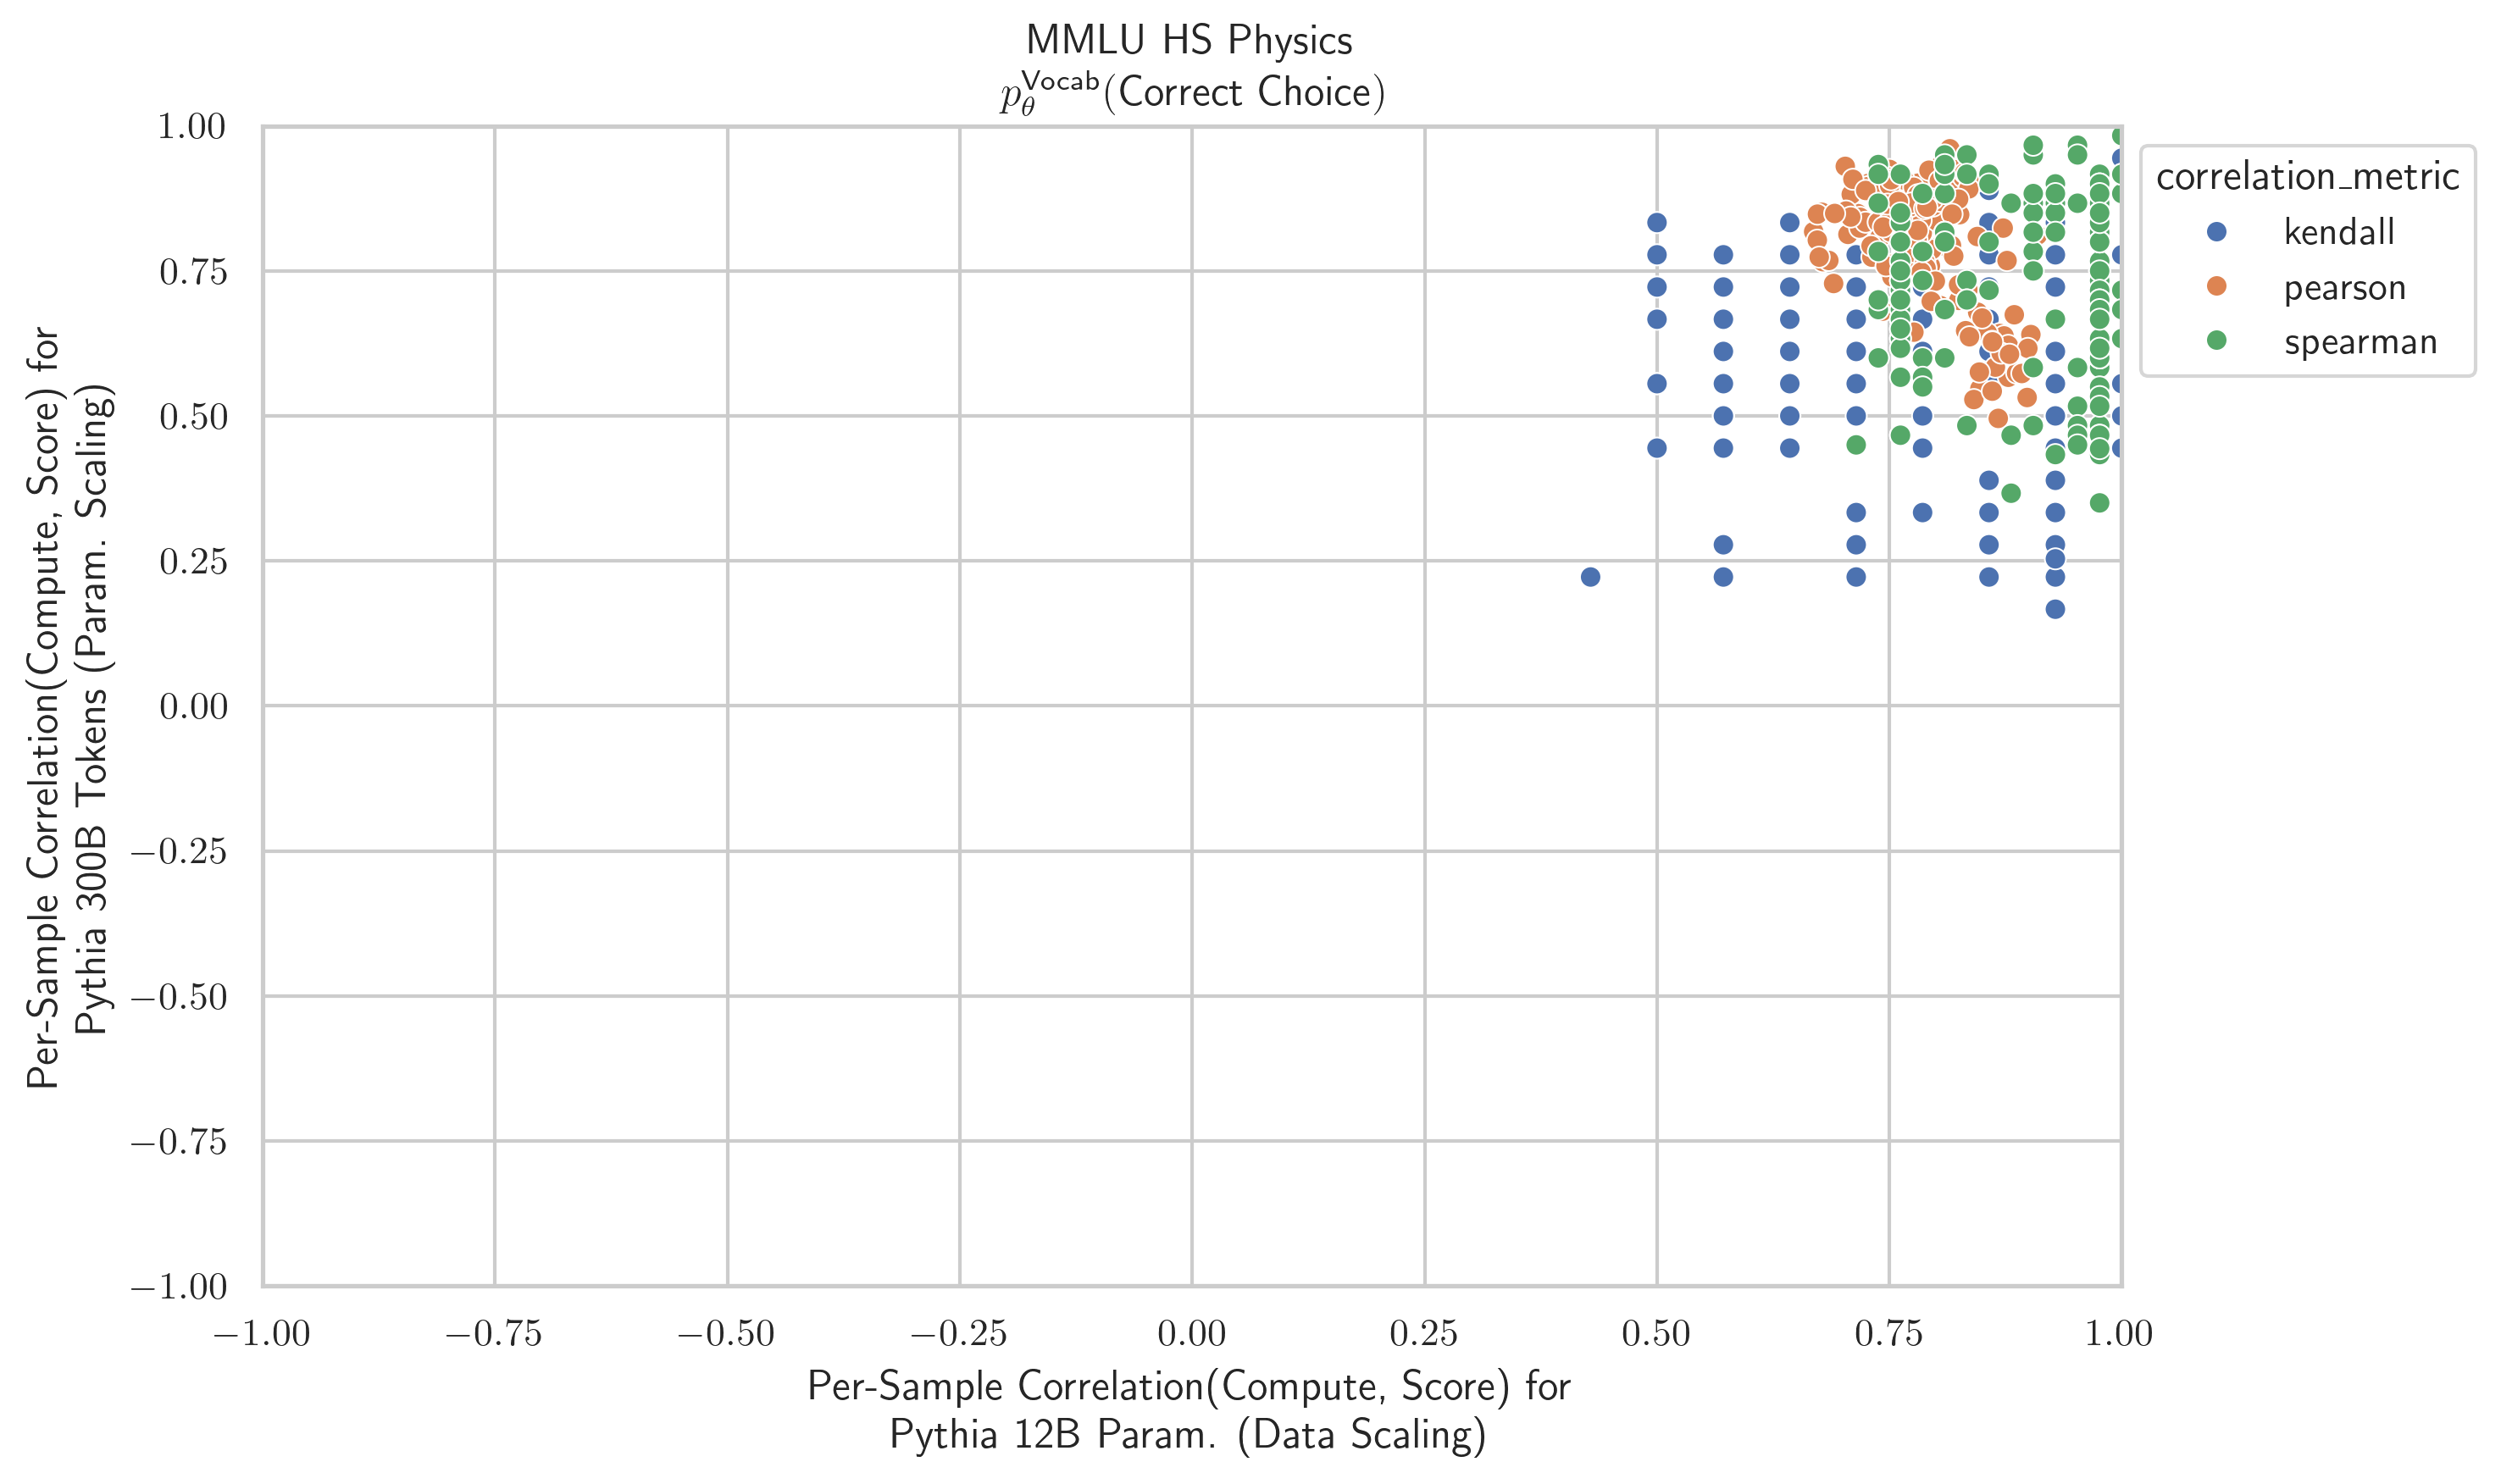 MMLU HS Physics
p_θ^Vocab(Correct Choice)
1.00
0.75
0.50
0.25
0.00
−0.25
−0.50
−0.75
−1.00
Per-Sample Correlation(Compute, Score) for
Pythia 300B Tokens (Param. Scaling)
correlation_metric
kendall
pearson
spearman
−1.00
−0.75
−0.50
−0.25
0.00
0.25
0.50
0.75
1.00
Per-Sample Correlation(Compute, Score) for
Pythia 12B Param. (Data Scaling)